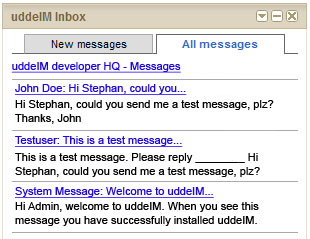 uddeIM Inbox
New messages
All messages
uddeIM developer HQ - Messages
John Doe: Hi Stephan, could you...
Hi Stephan, could you send me a test message, plz?
Thanks, John
Testuser: This is a test message...
This is a test message. Please reply ________ Hi
Stephan, could you send me a test message, plz?
System Message: Welcome to uddeIM...
Hi Admin, welcome to uddeIM. When you see this
message you have successfully installed uddeIM.